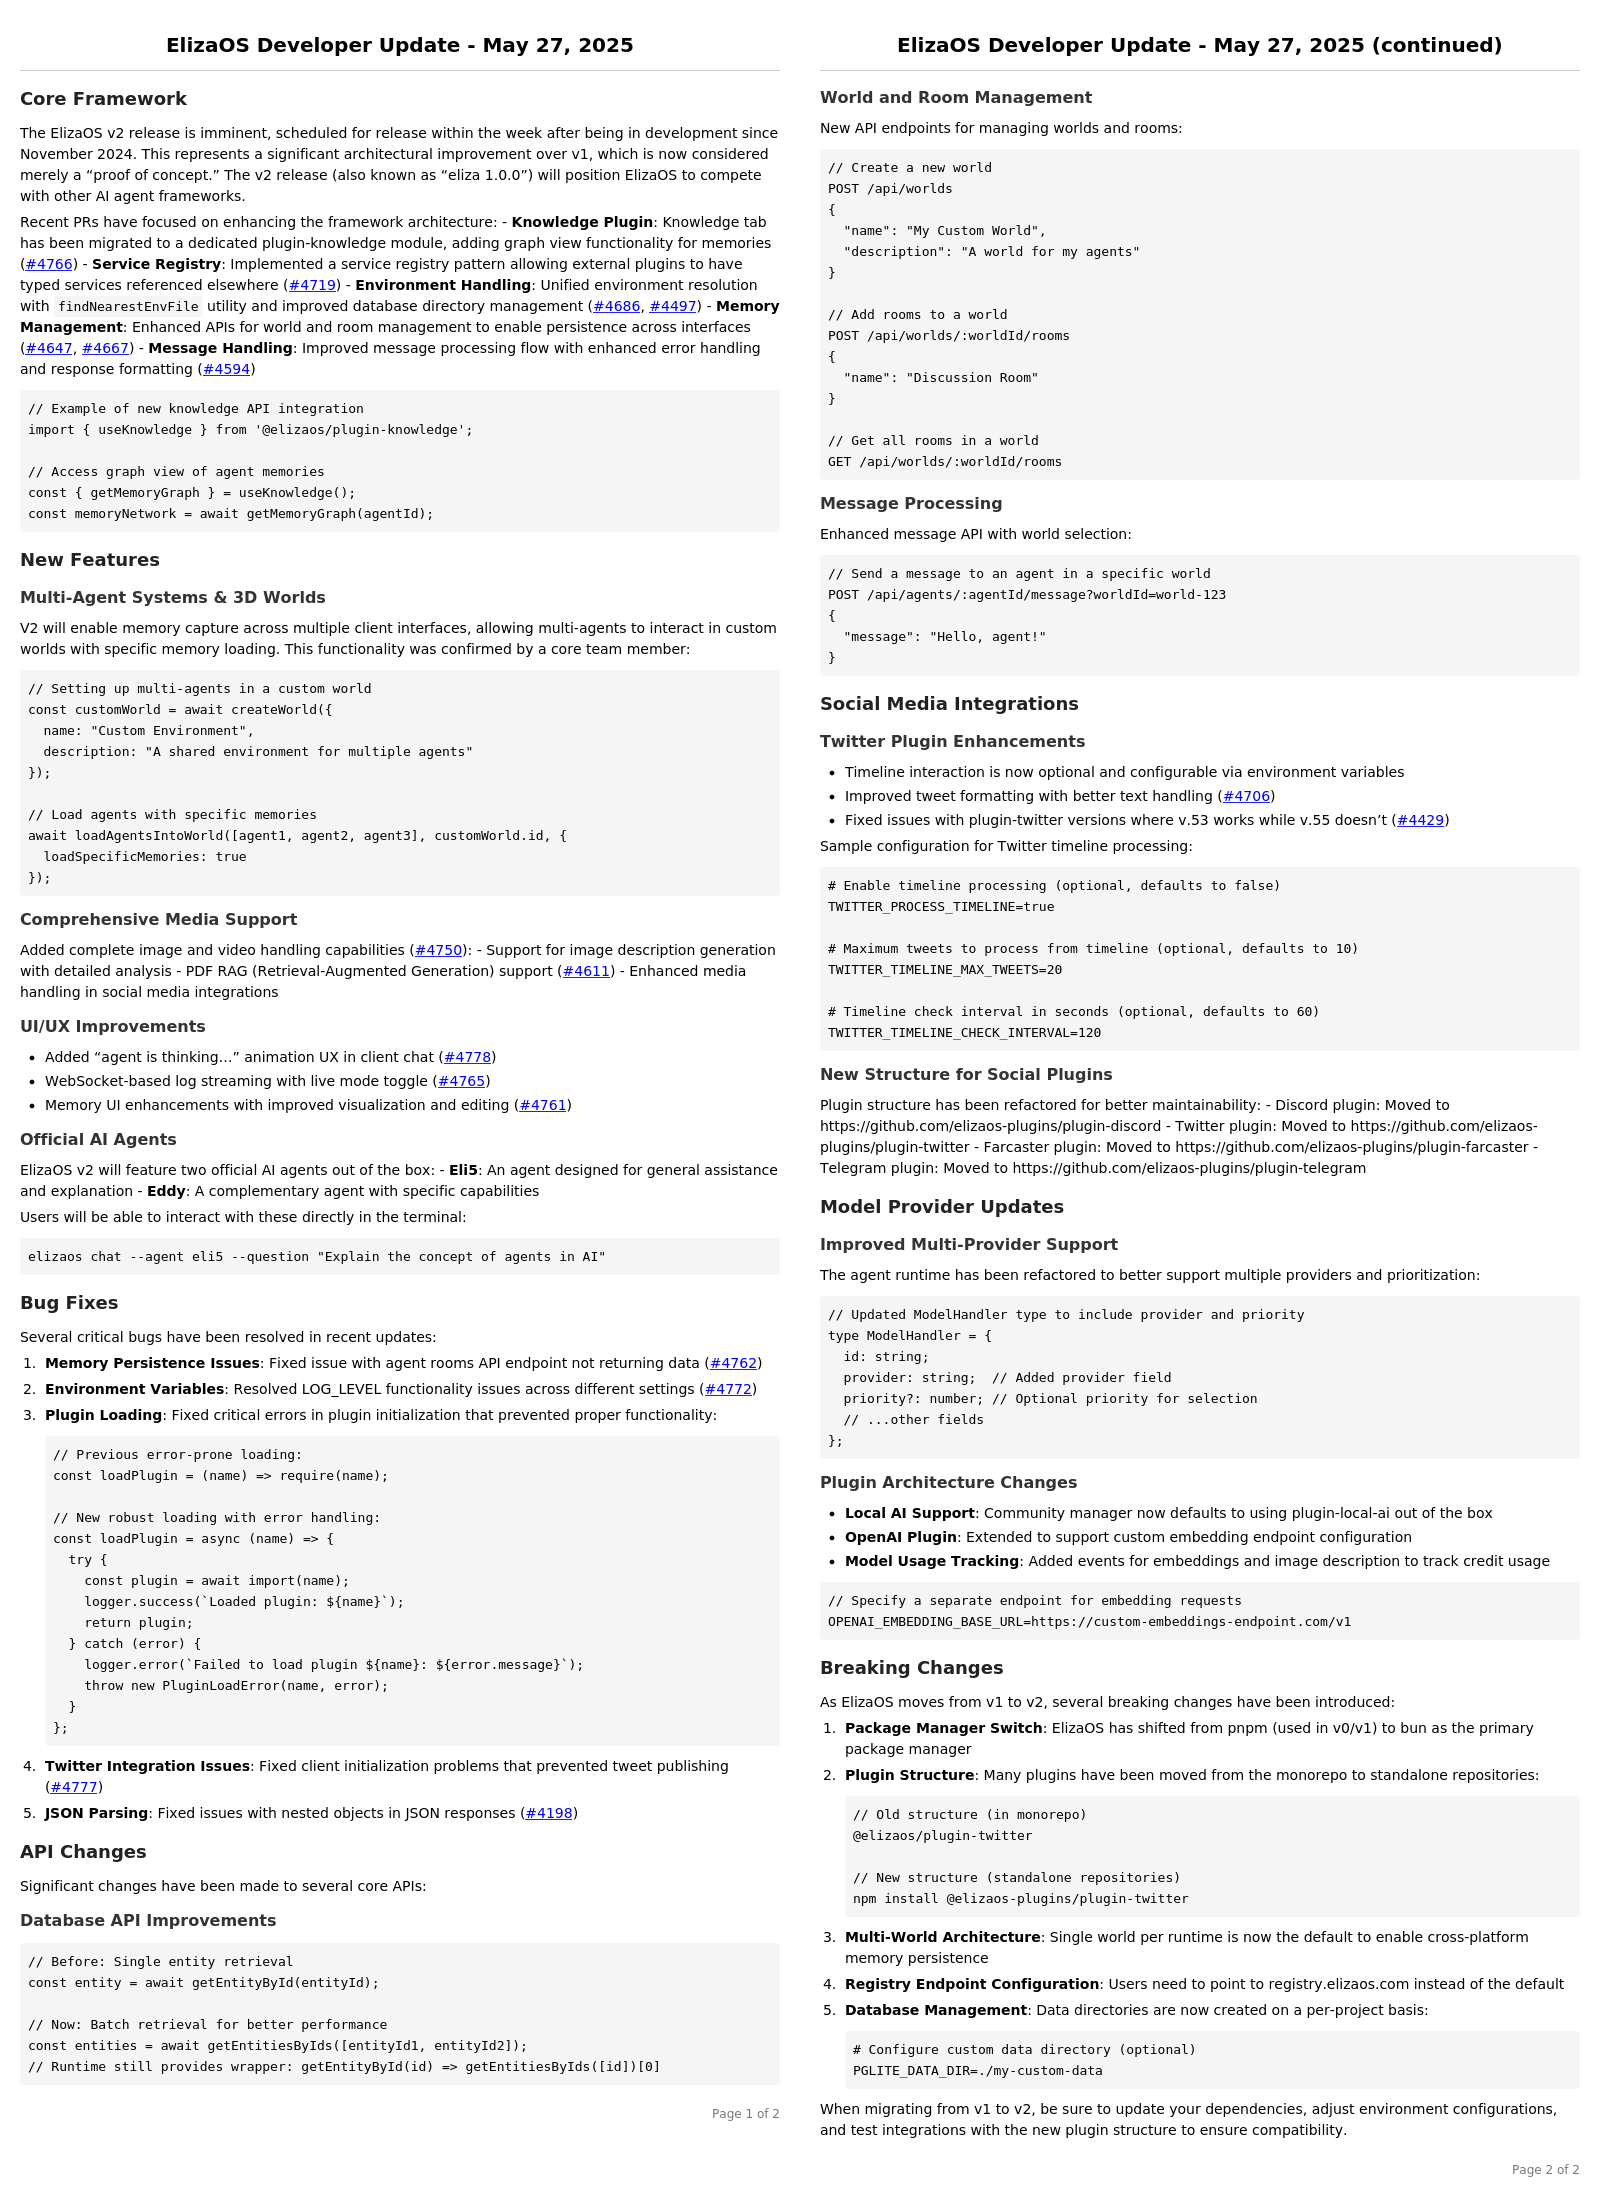 ElizaOS Developer Update - May 27, 2025
Core Framework
The ElizaOS v2 release is imminent, scheduled for release within the week after being in development since
November 2024. This represents a significant architectural improvement over v1, which is now considered
merely a “proof of concept.” The v2 release (also known as “eliza 1.0.0”) will position ElizaOS to compete
with other AI agent frameworks.
Recent PRs have focused on enhancing the framework architecture: - Knowledge Plugin: Knowledge tab
has been migrated to a dedicated plugin-knowledge module, adding graph view functionality for memories
(#4766) - Service Registry: Implemented a service registry pattern allowing external plugins to have
typed services referenced elsewhere (#4719) - Environment Handling: Unified environment resolution
with findNearestEnvFile utility and improved database directory management (#4686, #4497) - Memory
Management: Enhanced APIs for world and room management to enable persistence across interfaces
(#4647, #4667) - Message Handling: Improved message processing flow with enhanced error handling
and response formatting (#4594)
// Example of new knowledge API integration
import { useKnowledge } from '@elizaos/plugin-knowledge';
// Access graph view of agent memories
const { getMemoryGraph } = useKnowledge();
const memoryNetwork = await getMemoryGraph(agentId);
New Features
Multi-Agent Systems & 3D Worlds
V2 will enable memory capture across multiple client interfaces, allowing multi-agents to interact in custom
worlds with specific memory loading. This functionality was confirmed by a core team member:
// Setting up multi-agents in a custom world
const customWorld = await createWorld({
  name: "Custom Environment",
  description: "A shared environment for multiple agents"
});
// Load agents with specific memories
await loadAgentsIntoWorld([agent1, agent2, agent3], customWorld.id, {
  loadSpecificMemories: true
});
Comprehensive Media Support
Added complete image and video handling capabilities (#4750): - Support for image description generation
with detailed analysis - PDF RAG (Retrieval-Augmented Generation) support (#4611) - Enhanced media
handling in social media integrations
UI/UX Improvements
• Added “agent is thinking…” animation UX in client chat (#4778)
• WebSocket-based log streaming with live mode toggle (#4765)
• Memory UI enhancements with improved visualization and editing (#4761)
Official AI Agents
ElizaOS v2 will feature two official AI agents out of the box: - Eli5: An agent designed for general assistance
and explanation - Eddy: A complementary agent with specific capabilities
Users will be able to interact with these directly in the terminal:
elizaos chat --agent eli5 --question "Explain the concept of agents in AI"
Bug Fixes
Several critical bugs have been resolved in recent updates:
1. Memory Persistence Issues: Fixed issue with agent rooms API endpoint not returning data (#4762)
2. Environment Variables: Resolved LOG_LEVEL functionality issues across different settings (#4772)
3. Plugin Loading: Fixed critical errors in plugin initialization that prevented proper functionality:
// Previous error-prone loading:
const loadPlugin = (name) => require(name);
// New robust loading with error handling:
const loadPlugin = async (name) => {
  try {
    const plugin = await import(name);
    logger.success(`Loaded plugin: ${name}`);
    return plugin;
  } catch (error) {
    logger.error(`Failed to load plugin ${name}: ${error.message}`);
    throw new PluginLoadError(name, error);
  }
};
4. Twitter Integration Issues: Fixed client initialization problems that prevented tweet publishing
(#4777)
5. JSON Parsing: Fixed issues with nested objects in JSON responses (#4198)
API Changes
Significant changes have been made to several core APIs:
Database API Improvements
// Before: Single entity retrieval
const entity = await getEntityById(entityId);
// Now: Batch retrieval for better performance
const entities = await getEntitiesByIds([entityId1, entityId2]);
// Runtime still provides wrapper: getEntityById(id) => getEntitiesByIds([id])[0]
Page 1 of 2
ElizaOS Developer Update - May 27, 2025 (continued)
World and Room Management
New API endpoints for managing worlds and rooms:
// Create a new world
POST /api/worlds
{
  "name": "My Custom World",
  "description": "A world for my agents"
}
// Add rooms to a world
POST /api/worlds/:worldId/rooms
{
  "name": "Discussion Room"
}
// Get all rooms in a world
GET /api/worlds/:worldId/rooms
Message Processing
Enhanced message API with world selection:
// Send a message to an agent in a specific world
POST /api/agents/:agentId/message?worldId=world-123
{
  "message": "Hello, agent!"
}
Social Media Integrations
Twitter Plugin Enhancements
• Timeline interaction is now optional and configurable via environment variables
• Improved tweet formatting with better text handling (#4706)
• Fixed issues with plugin-twitter versions where v.53 works while v.55 doesn’t (#4429)
Sample configuration for Twitter timeline processing:
# Enable timeline processing (optional, defaults to false)
TWITTER_PROCESS_TIMELINE=true
# Maximum tweets to process from timeline (optional, defaults to 10)
TWITTER_TIMELINE_MAX_TWEETS=20
# Timeline check interval in seconds (optional, defaults to 60)
TWITTER_TIMELINE_CHECK_INTERVAL=120
New Structure for Social Plugins
Plugin structure has been refactored for better maintainability: - Discord plugin: Moved to
https://github.com/elizaos-plugins/plugin-discord - Twitter plugin: Moved to https://github.com/elizaos-
plugins/plugin-twitter - Farcaster plugin: Moved to https://github.com/elizaos-plugins/plugin-farcaster -
Telegram plugin: Moved to https://github.com/elizaos-plugins/plugin-telegram
Model Provider Updates
Improved Multi-Provider Support
The agent runtime has been refactored to better support multiple providers and prioritization:
// Updated ModelHandler type to include provider and priority
type ModelHandler = {
  id: string;
  provider: string;  // Added provider field
  priority?: number; // Optional priority for selection
  // ...other fields
};
Plugin Architecture Changes
• Local AI Support: Community manager now defaults to using plugin-local-ai out of the box
• OpenAI Plugin: Extended to support custom embedding endpoint configuration
• Model Usage Tracking: Added events for embeddings and image description to track credit usage
// Specify a separate endpoint for embedding requests
OPENAI_EMBEDDING_BASE_URL=https://custom-embeddings-endpoint.com/v1
Breaking Changes
As ElizaOS moves from v1 to v2, several breaking changes have been introduced:
1. Package Manager Switch: ElizaOS has shifted from pnpm (used in v0/v1) to bun as the primary
package manager
2. Plugin Structure: Many plugins have been moved from the monorepo to standalone repositories:
// Old structure (in monorepo)
@elizaos/plugin-twitter
// New structure (standalone repositories)
npm install @elizaos-plugins/plugin-twitter
3. Multi-World Architecture: Single world per runtime is now the default to enable cross-platform
memory persistence
4. Registry Endpoint Configuration: Users need to point to registry.elizaos.com instead of the default
5. Database Management: Data directories are now created on a per-project basis:
# Configure custom data directory (optional)
PGLITE_DATA_DIR=./my-custom-data
When migrating from v1 to v2, be sure to update your dependencies, adjust environment configurations,
and test integrations with the new plugin structure to ensure compatibility.
Page 2 of 2